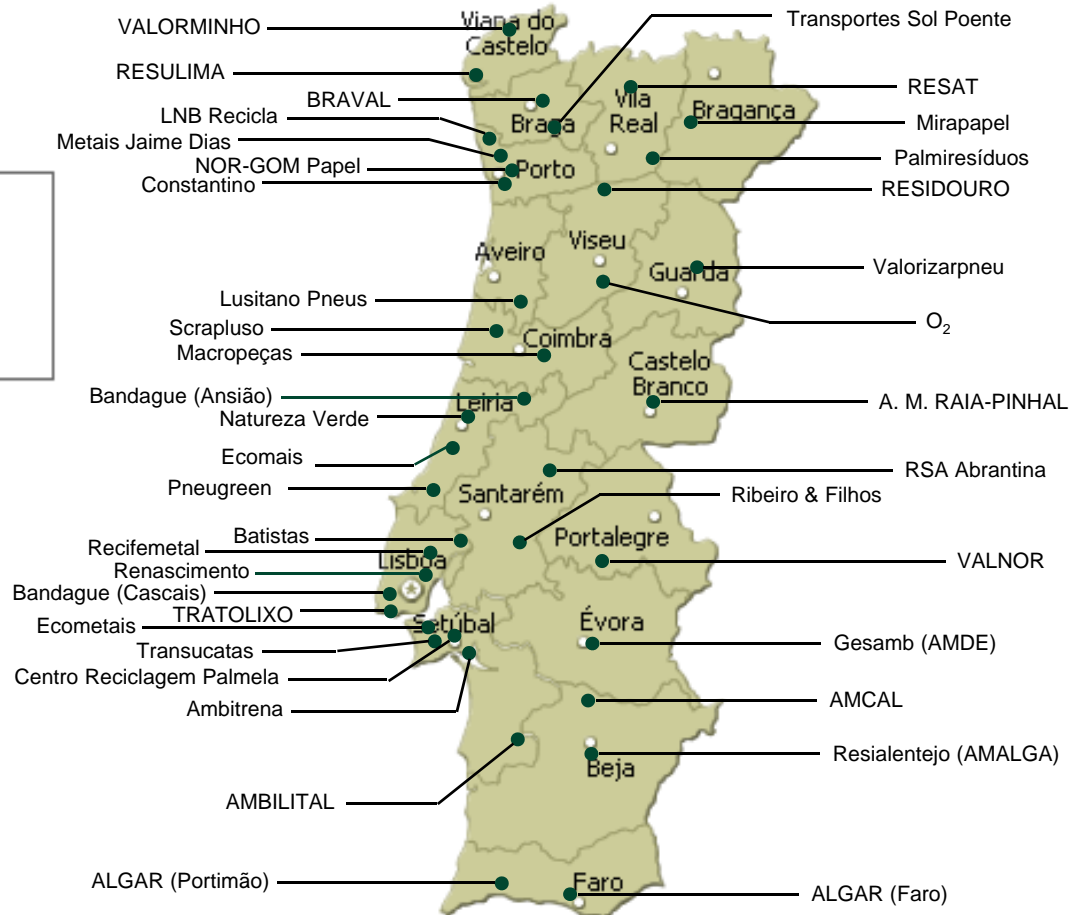 VALORMINHO
Viana do
Castelo
Transportes Sol Poente
RESULIMA
RESAT
BRAVAL
Vila
Real
Bragança
LNB Recicla
Braga
Mirapapel
Metais Jaime Dias
NOR-GOM Papel
Porto
Palmiresíduos
Constantino
RESIDOURO
Aveiro
Viseu
Guarda
Valorizarpneu
Lusitano Pneus
O₂
Scrapluso
Coimbra
Macropeças
Castelo
Branco
Bandague (Ansião)
Leiria
A. M. RAIA-PINHAL
Natureza Verde
Ecomais
RSA Abrantina
Pneugreen
Santarém
Ribeiro & Filhos
Batistas
Portalegre
Recifemetal
Lisboa
VALNOR
Renascimento
Bandague (Cascais)
TRATOLIXO
Ecometais
Setúbal
Évora
Transucatas
Gesamb (AMDE)
Centro Reciclagem Palmela
Ambitrena
AMCAL
Resialentejo (AMALGA)
Beja
AMBILITAL
ALGAR (Portimão)
Faro
ALGAR (Faro)